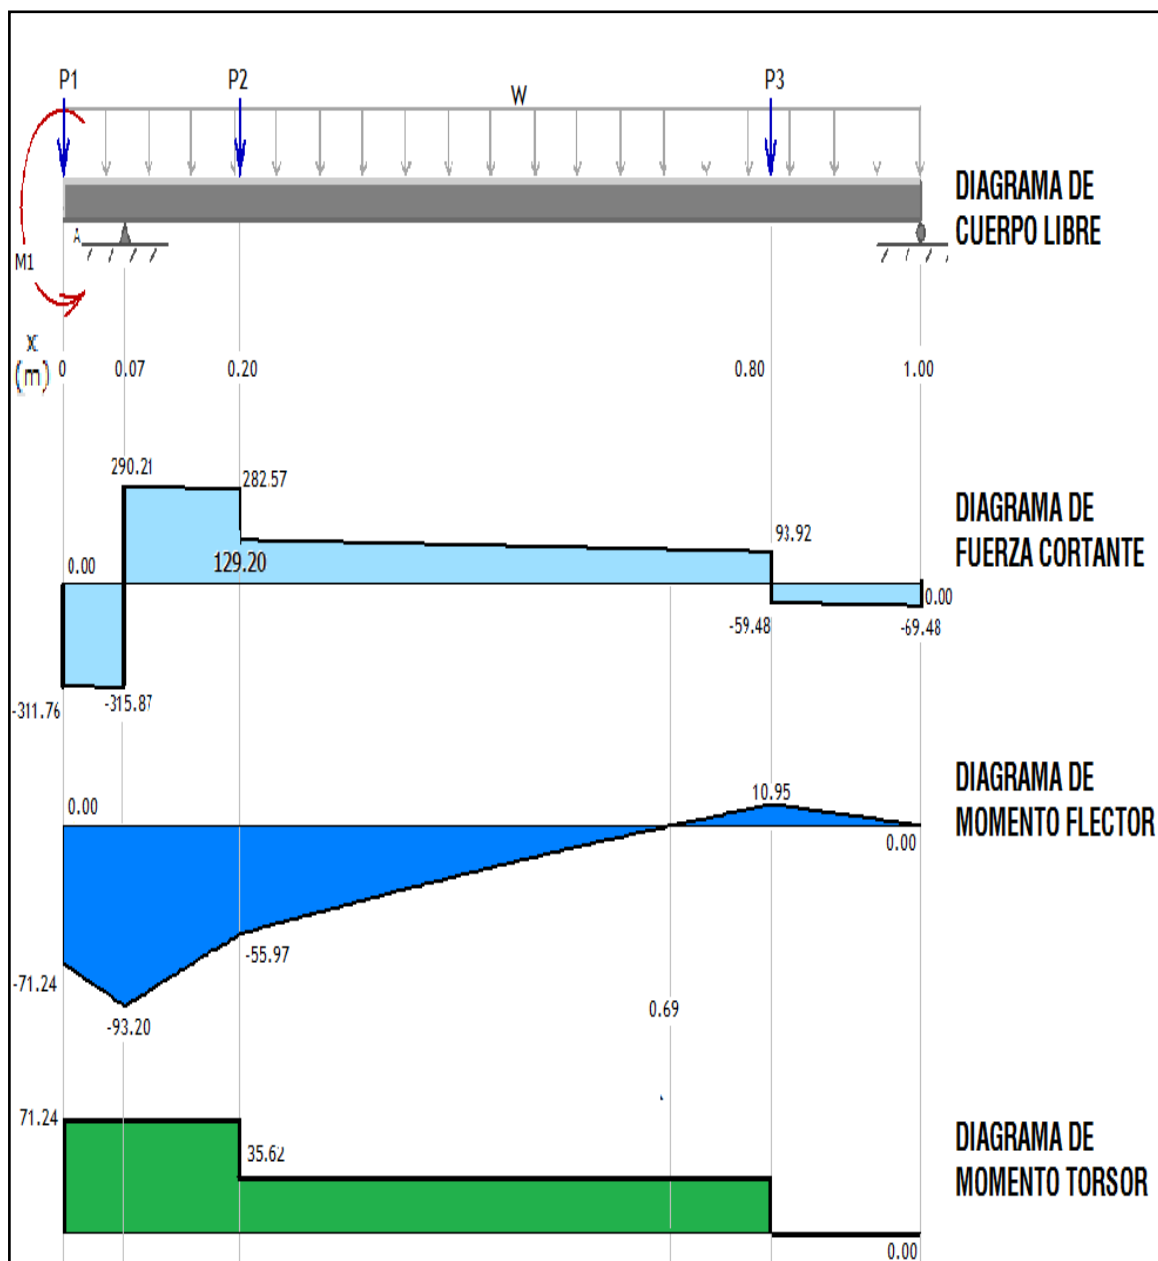 P1
P2
P3
W
DIAGRAMA DE
CUERPO LIBRE
A
M1
x
(m)
0
0.07
0.20
0.80
1.00
290.21
282.57
DIAGRAMA DE
FUERZA CORTANTE
93.92
0.00
129.20
0.00
-59.48
-69.48
-311.76
-315.87
DIAGRAMA DE
MOMENTO FLECTOR
10.95
0.00
0.00
-55.97
-71.24
-93.20
0.69
71.24
35.62
DIAGRAMA DE
MOMENTO TORSOR
0.00